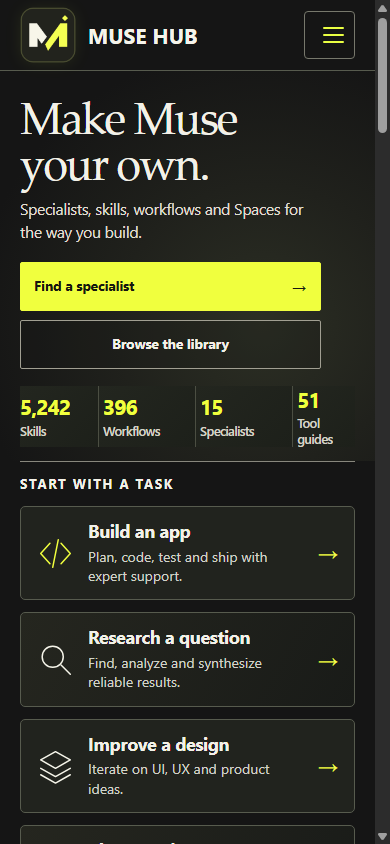 MUSE HUB
Make Muse
your own.
Specialists, skills, workflows and Spaces for
the way you build.
Find a specialist →
Browse the library
5,242
Skills
396
Workflows
15
Specialists
51
Tool
guides
START WITH A TASK
Build an app
Plan, code, test and ship with
expert support.
→
Research a question
Find, analyze and synthesize
reliable results.
→
Improve a design
Iterate on UI, UX and product
ideas.
→